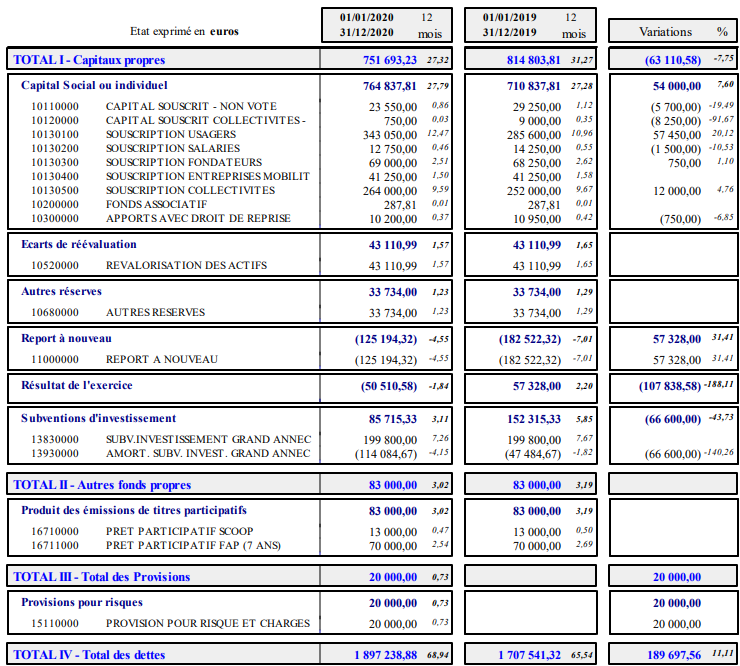 Etat exprimé en euros 01/01/2020 12 01/01/2019 12 Variations %
31/12/2020 mois 31/12/2019 mois
TOTAL I - Capitaux propres 751 693,23 27,32 814 803,81 31,27 (63 110,58) -7,75
Capital Social ou individuel 764 837,81 27,79 710 837,81 27,28 54 000,00 7,60
10110000 CAPITAL SOUSCRIT - NON VOTE 23 550,00 0,86 29 250,00 1,12 (5 700,00) -19,49
10120000 CAPITAL SOUSCRIT COLLECTIVITES - 750,00 0,03 9 000,00 0,35 (8 250,00) -91,67
10130100 SOUSCRIPTION USAGERS 343 050,00 12,47 285 600,00 10,96 57 450,00 20,12
10130200 SOUSCRIPTION SALARIES 12 750,00 0,46 14 250,00 0,55 (1 500,00) -10,53
10130300 SOUSCRIPTION FONDATEURS 69 000,00 2,51 68 250,00 2,62 750,00 1,10
10130400 SOUSCRIPTION ENTREPRISES MOBILIT 41 250,00 1,50 41 250,00 1,58
10130500 SOUSCRIPTION COLLECTIVITES 264 000,00 9,59 252 000,00 9,67 12 000,00 4,76
10200000 FONDS ASSOCIATIF 287,81 0,01 287,81 0,01
10300000 APPORTS AVEC DROIT DE REPRISE 10 200,00 0,37 10 950,00 0,42 (750,00) -6,85
Ecarts de réévaluation 43 110,99 1,57 43 110,99 1,65
10520000 REVALORISATION DES ACTIFS 43 110,99 1,57 43 110,99 1,65
Autres réserves 33 734,00 1,23 33 734,00 1,29
10680000 AUTRES RESERVES 33 734,00 1,23 33 734,00 1,29
Report à nouveau (125 194,32) -4,55 (182 522,32) -7,01 57 328,00 31,41
11000000 REPORT A NOUVEAU (125 194,32) -4,55 (182 522,32) -7,01 57 328,00 31,41
Résultat de l'exercice (50 510,58) -1,84 57 328,00 2,20 (107 838,58) -188,11
Subventions d'investissement 85 715,33 3,11 152 315,33 5,85 (66 600,00) -43,73
13830000 SUBV.INVESTISSEMENT GRAND ANNEC 199 800,00 7,26 199 800,00 7,67
13930000 AMORT. SUBV. INVEST. GRAND ANNEC (114 084,67) -4,15 (47 484,67) -1,82 (66 600,00) -140,26
TOTAL II - Autres fonds propres 83 000,00 3,02 83 000,00 3,19
Produit des émissions de titres participatifs 83 000,00 3,02 83 000,00 3,19
16710000 PRET PARTICIPATIF SCOOP 13 000,00 0,47 13 000,00 0,50
16711000 PRET PARTICIPATIF FAP (7 ANS) 70 000,00 2,54 70 000,00 2,69
TOTAL III - Total des Provisions 20 000,00 0,73 20 000,00
Provisions pour risques 20 000,00 0,73 20 000,00
15110000 PROVISION POUR RISQUE ET CHARGES 20 000,00 0,73 20 000,00
TOTAL IV - Total des dettes 1 897 238,88 68,94 1 707 541,32 65,54 189 697,56 11,11